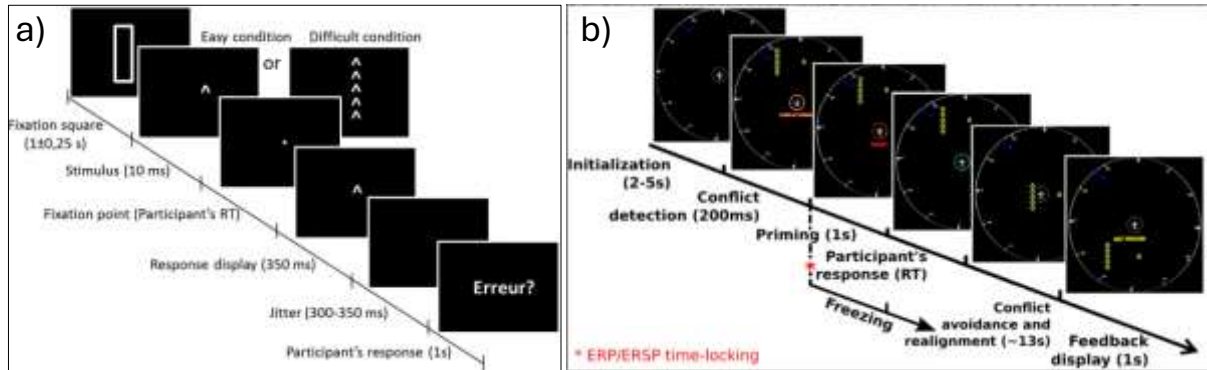 a)
Easy condition
or
Difficult condition
Fixation square
(1±0,25 s)
Stimulus (10 ms)
Fixation point (Participant's RT)
Response display (350 ms)
Jitter (300-350 ms)
Participant's response (1s)
Erreur?
b)
Initialization
(2-5s)
Conflict
detection (200ms)
Priming (1s)
Participant's
response (RT)
Freezing
Conflict
avoidance and
realignment (~13s)
Feedback
display (1s)
* ERP/ERSP time-locking